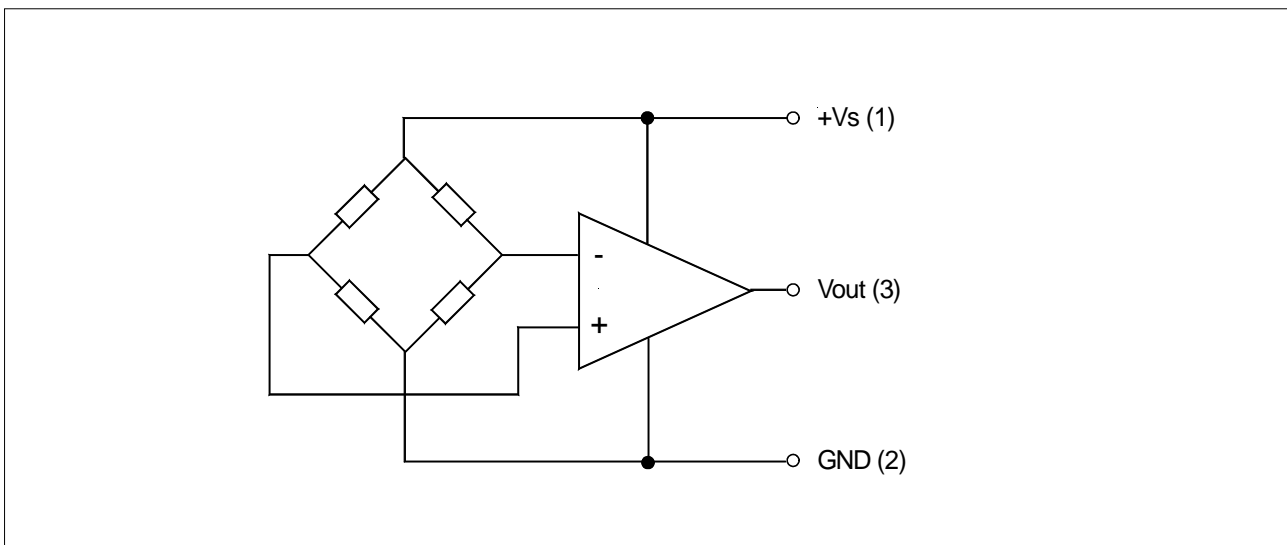 +Vs (1)
-
+
Vout (3)
GND (2)